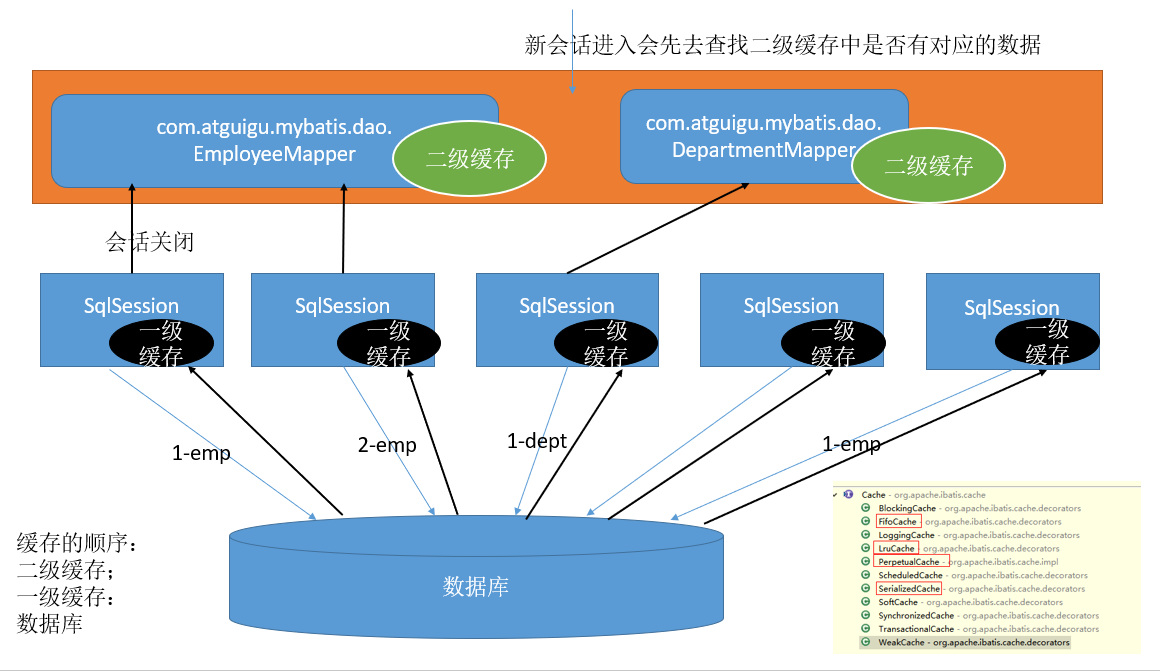 新会话进入会先去查找二级缓存中是否有对应的数据
com.atguigu.mybatis.dao.
EmployeeMapper
二级缓存
com.atguigu.mybatis.dao.
DepartmentMapper
二级缓存
会话关闭
SqlSession
一级
缓存
SqlSession
一级
缓存
SqlSession
一级
缓存
SqlSession
一级
缓存
SqlSession
一级
缓存
1-emp
2-emp
1-dept
1-emp
数据库
缓存的顺序：
二级缓存；
一级缓存：
数据库
Cache - org.apache.ibatis.cache
BlockingCache - org.apache.ibatis.cache.decorators
FifoCache - org.apache.ibatis.cache.decorators
LoggingCache - org.apache.ibatis.cache.decorators
LruCache - org.apache.ibatis.cache.decorators
PerpetualCache - org.apache.ibatis.cache.impl
ScheduledCache - org.apache.ibatis.cache.decorators
SerializedCache - org.apache.ibatis.cache.decorators
SoftCache - org.apache.ibatis.cache.decorators
SynchronizedCache - org.apache.ibatis.cache.decorators
TransactionalCache - org.apache.ibatis.cache.decorators
WeakCache - org.apache.ibatis.cache.decorators